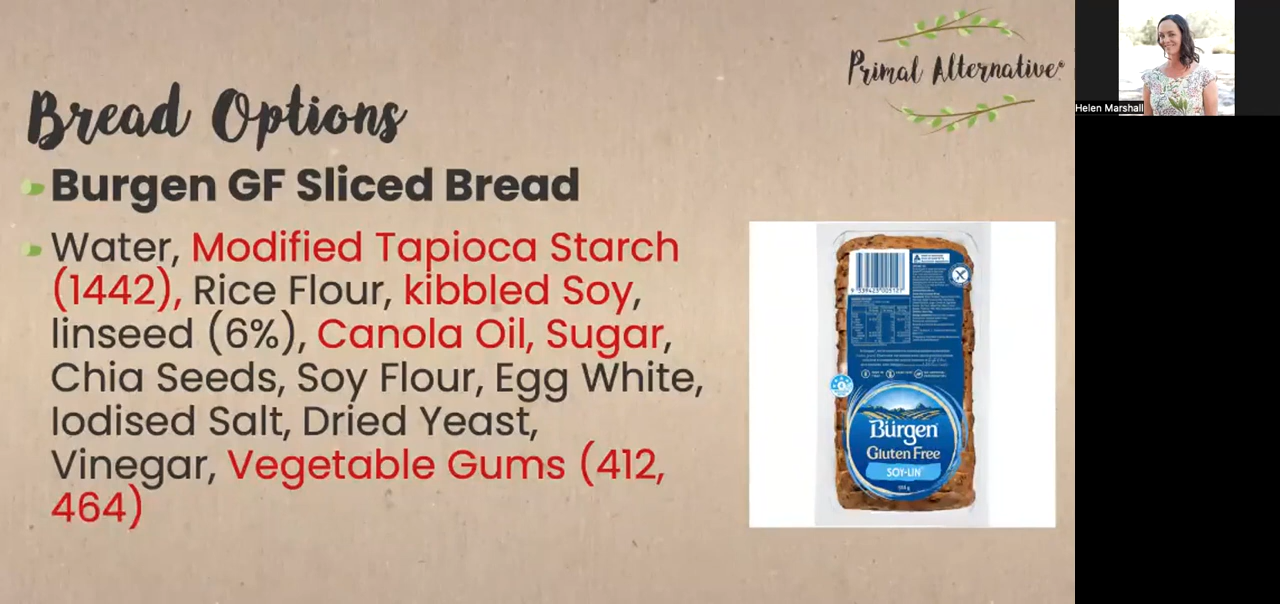 Primal Alternative®
Helen Marshall
Bread Options
Burgen GF Sliced Bread
Water, Modified Tapioca Starch
(1442), Rice Flour, kibbled Soy,
linseed (6%), Canola Oil, Sugar,
Chia Seeds, Soy Flour, Egg White,
Iodised Salt, Dried Yeast,
Vinegar, Vegetable Gums (412,
464)
Bürgen
Gluten Free
SOY-LIN